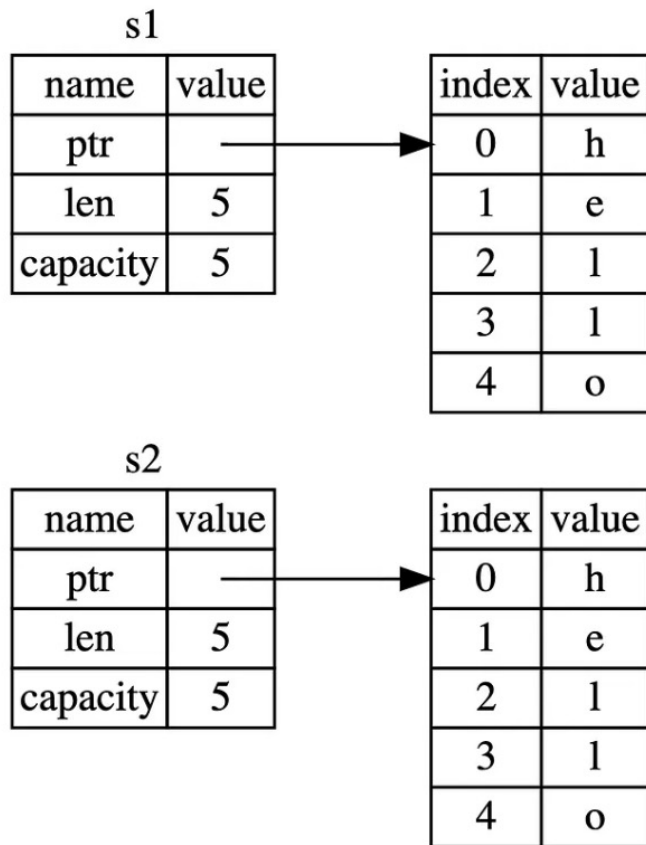 s1
name value
ptr
len 5
capacity 5
index value
0 h
1 e
2 l
3 l
4 o
s2
name value
ptr
len 5
capacity 5
index value
0 h
1 e
2 l
3 l
4 o